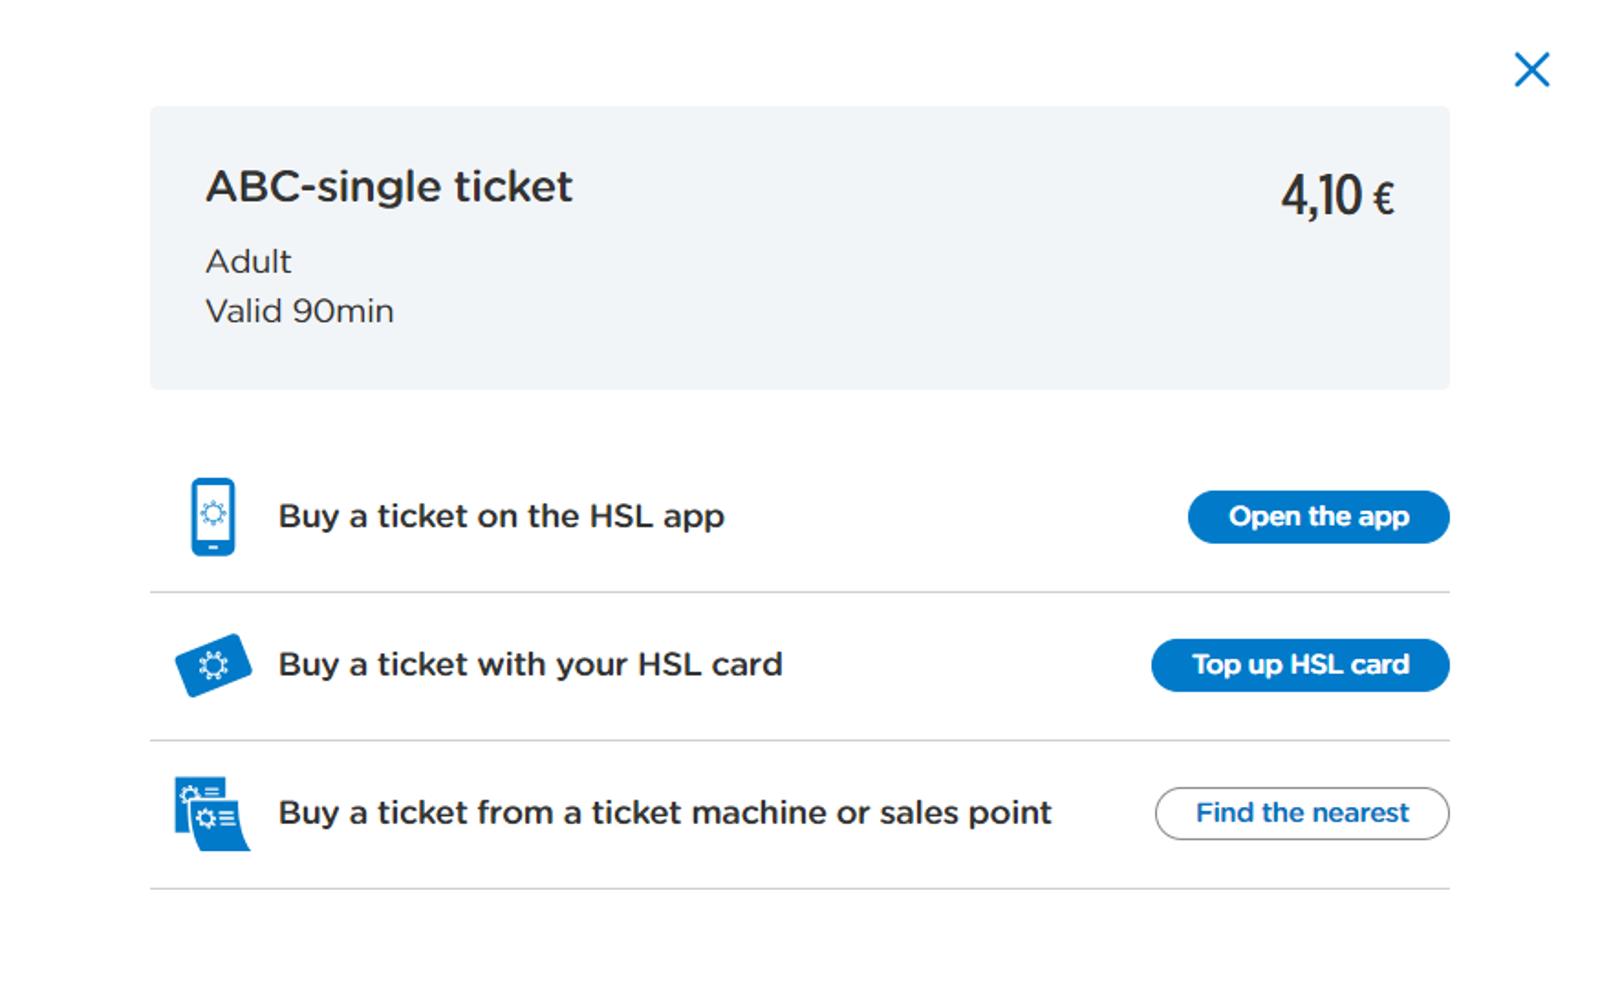 ABC-single ticket
4,10 €
Adult
Valid 90min
Buy a ticket on the HSL app
Open the app
Buy a ticket with your HSL card
Top up HSL card
Buy a ticket from a ticket machine or sales point
Find the nearest